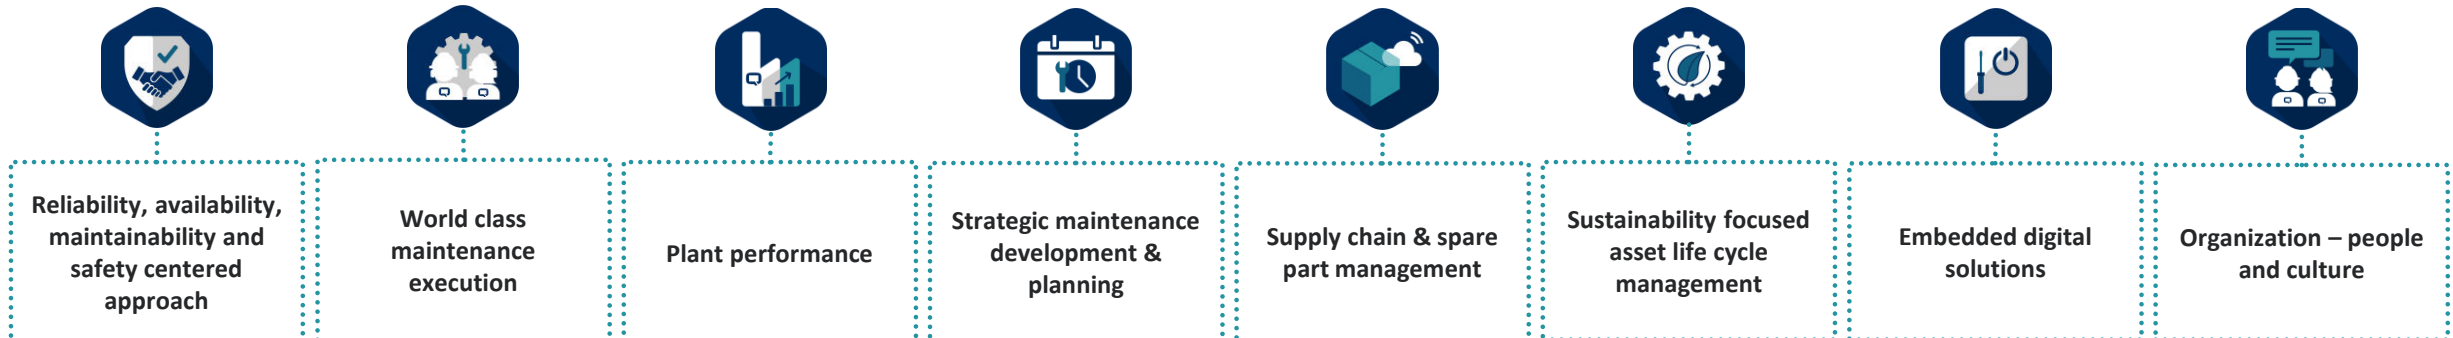 Reliability, availability,
maintainability and
safety centered
approach
World class
maintenance
execution
Plant performance
Strategic maintenance
development &
planning
Supply chain & spare
part management
Sustainability focused
asset life cycle
management
Embedded digital
solutions
Organization – people
and culture